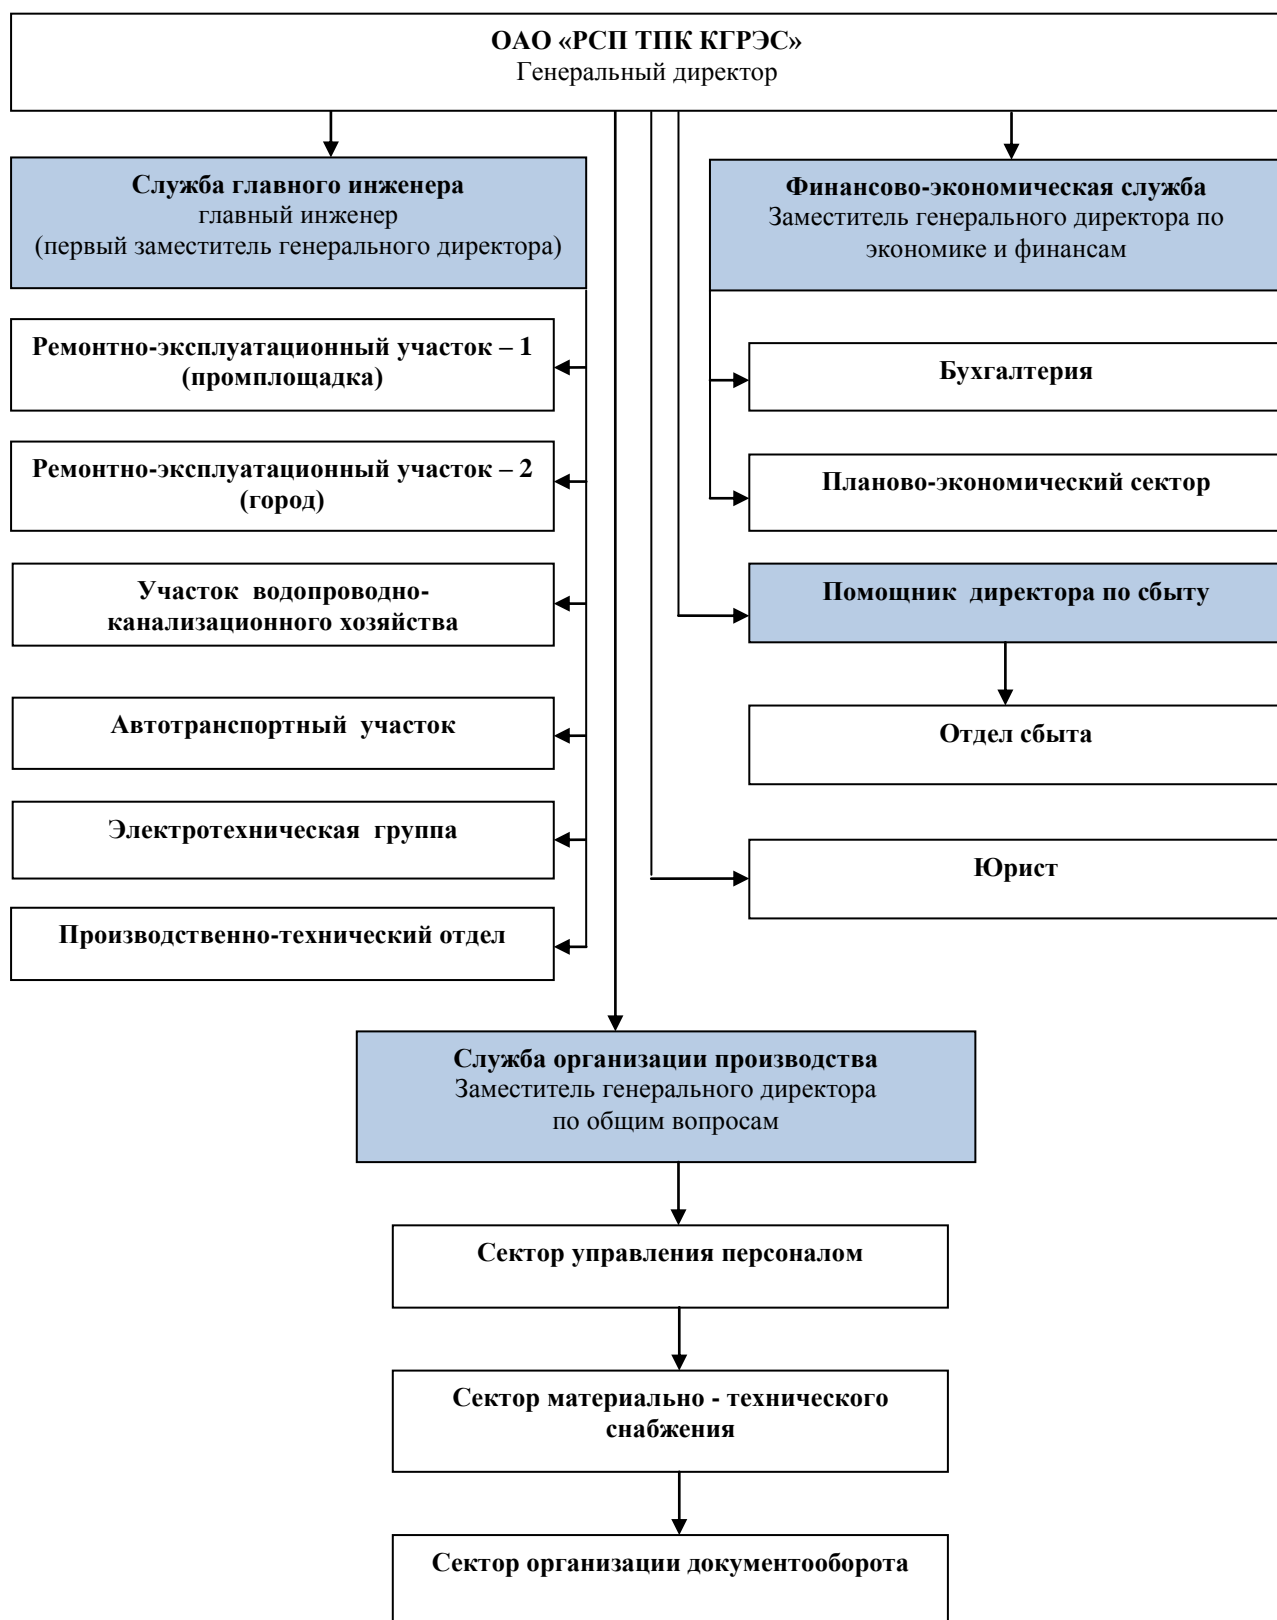 ОАО «РСП ТПК КГРЭС»
Генеральный директор
Служба главного инженера
главный инженер
(первый заместитель генерального директора)
Финансово-экономическая служба
Заместитель генерального директора по
экономике и финансам
Ремонтно-эксплуатационный участок – 1
(промплощадка)
Бухгалтерия
Ремонтно-эксплуатационный участок – 2
(город)
Планово-экономический сектор
Участок водопроводно-
канализационного хозяйства
Помощник директора по сбыту
Автотранспортный участок
Отдел сбыта
Электротехническая группа
Юрист
Производственно-технический отдел
Служба организации производства
Заместитель генерального директора
по общим вопросам
Сектор управления персоналом
Сектор материально - технического
снабжения
Сектор организации документооборота